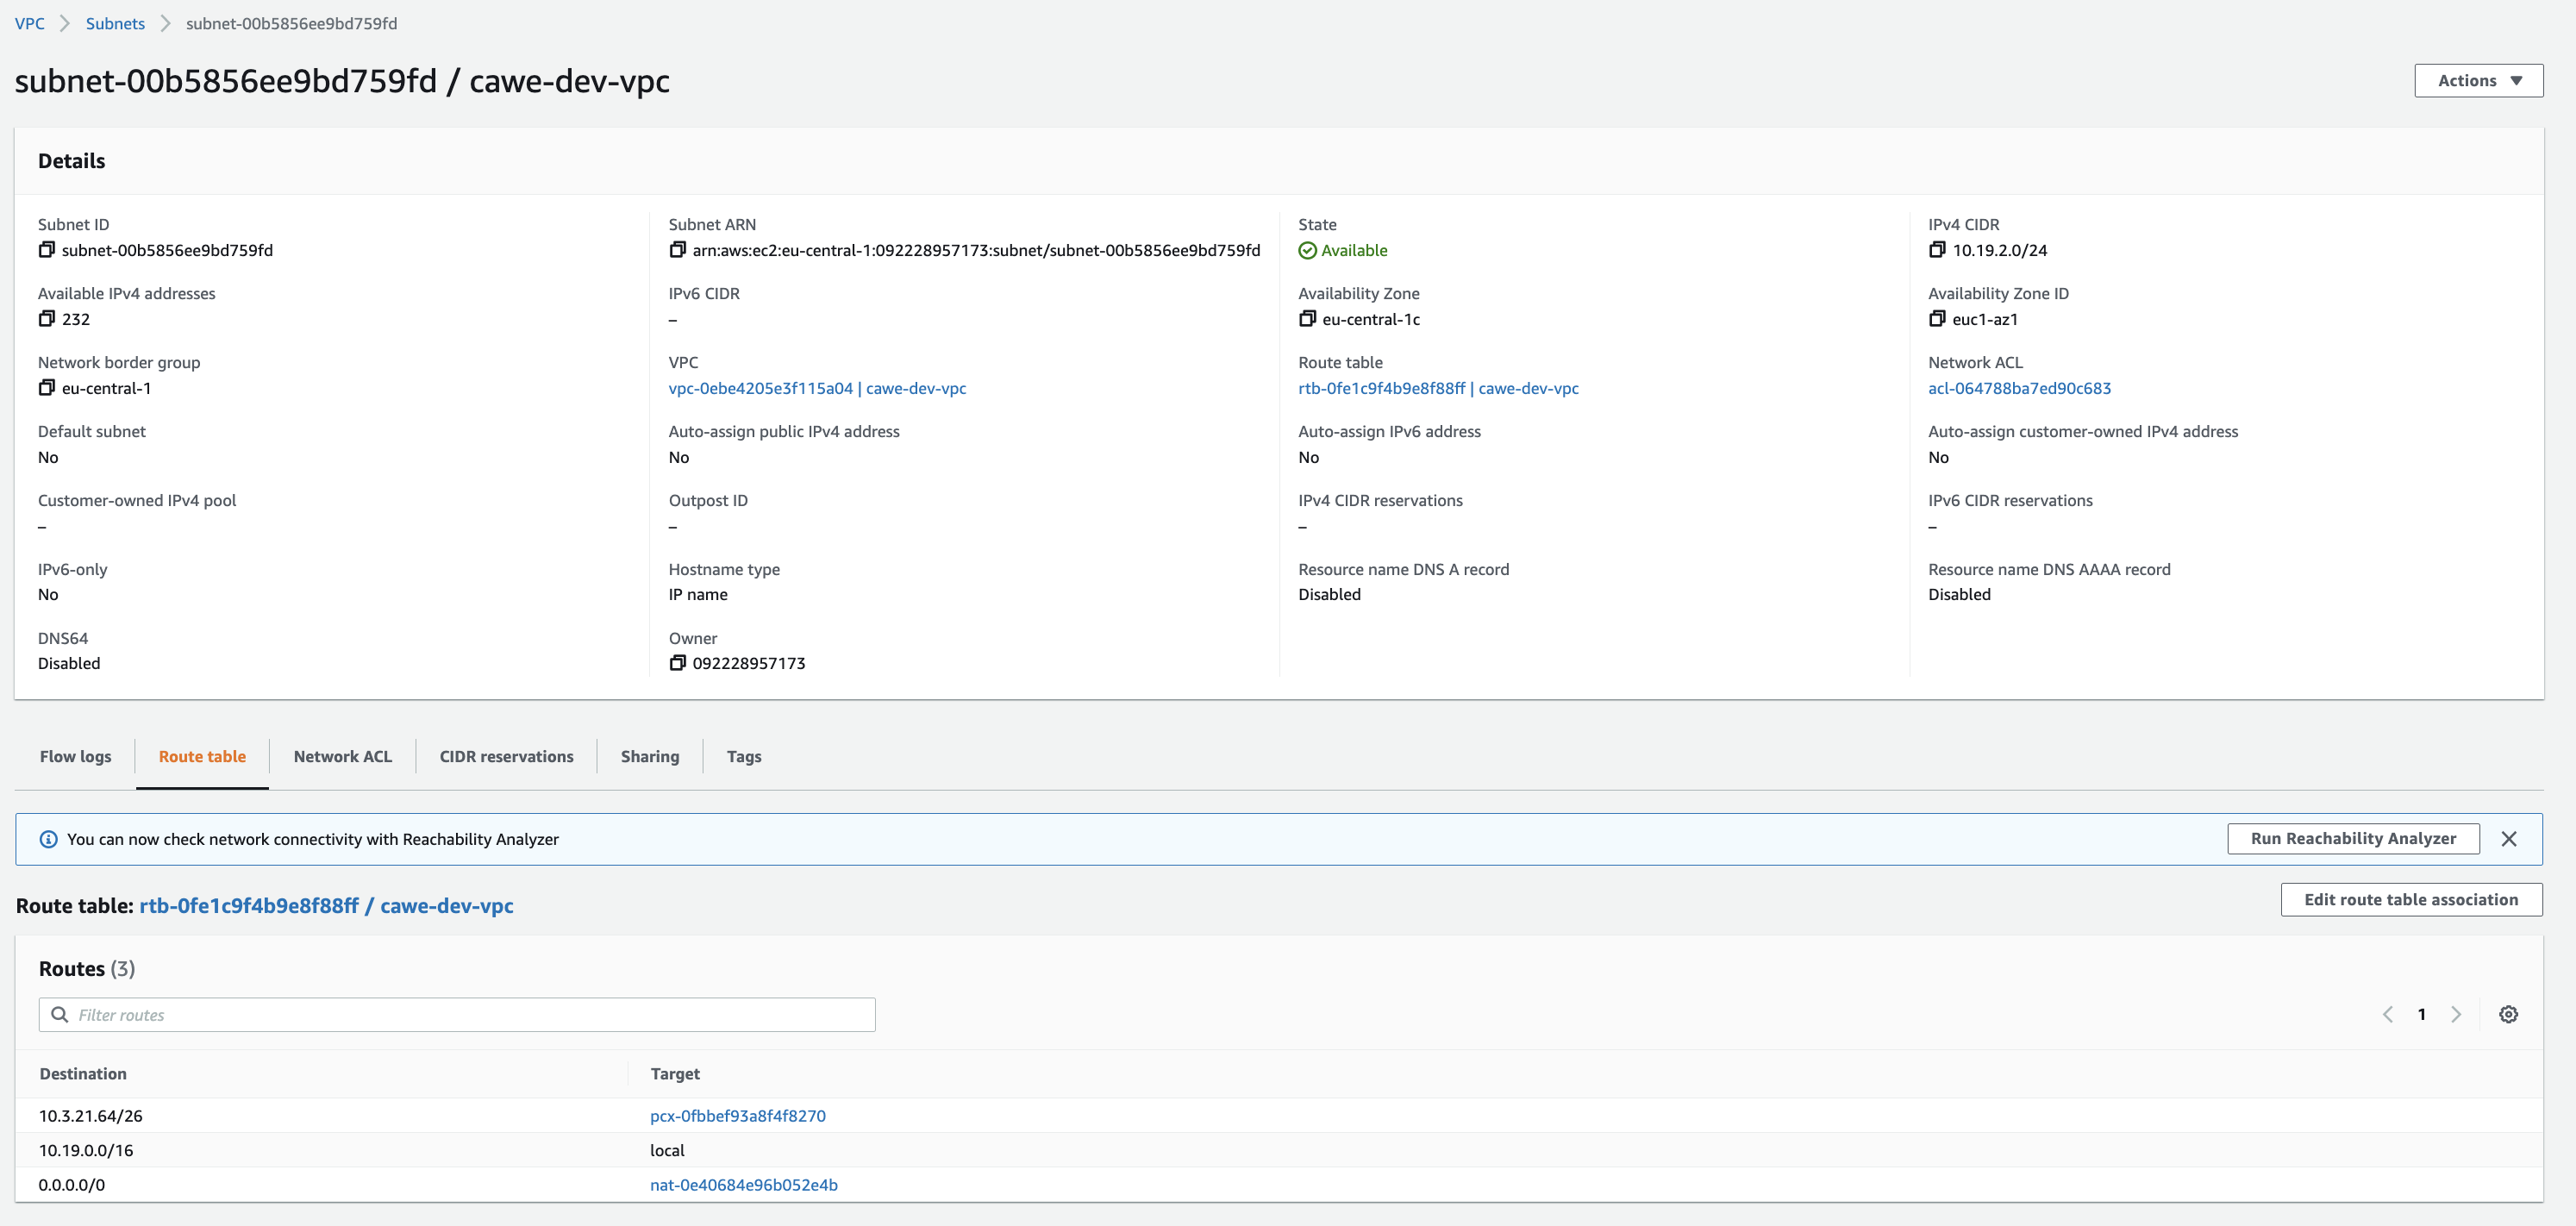 VPC > Subnets > subnet-00b5856ee9bd759fd
subnet-00b5856ee9bd759fd / cawe-dev-vpc
Actions
Details
Subnet ID
subnet-00b5856ee9bd759fd
Subnet ARN
arn:aws:ec2:eu-central-1:092228957173:subnet/subnet-00b5856ee9bd759fd
State
Available
IPv4 CIDR
10.19.2.0/24
Available IPv4 addresses
232
IPv6 CIDR
–
Availability Zone
eu-central-1c
Availability Zone ID
euc1-az1
Network border group
eu-central-1
VPC
vpc-0ebe4205e3f115a04 | cawe-dev-vpc
Route table
rtb-0fe1c9f4b9e8f88ff | cawe-dev-vpc
Network ACL
acl-064788ba7ed90c683
Default subnet
No
Auto-assign public IPv4 address
No
Auto-assign IPv6 address
No
Auto-assign customer-owned IPv4 address
No
Customer-owned IPv4 pool
–
Outpost ID
–
IPv4 CIDR reservations
–
IPv6 CIDR reservations
–
IPv6-only
No
Hostname type
IP name
Resource name DNS A record
Disabled
Resource name DNS AAAA record
Disabled
DNS64
Disabled
Owner
092228957173
Flow logs
Route table
Network ACL
CIDR reservations
Sharing
Tags
You can now check network connectivity with Reachability Analyzer
Run Reachability Analyzer
Route table: rtb-0fe1c9f4b9e8f88ff / cawe-dev-vpc
Edit route table association
Routes (3)
Filter routes
1
Destination Target
10.3.21.64/26 pcx-0fbbef93a8f4f8270
10.19.0.0/16 local
0.0.0.0/0 nat-0e40684e96b052e4b